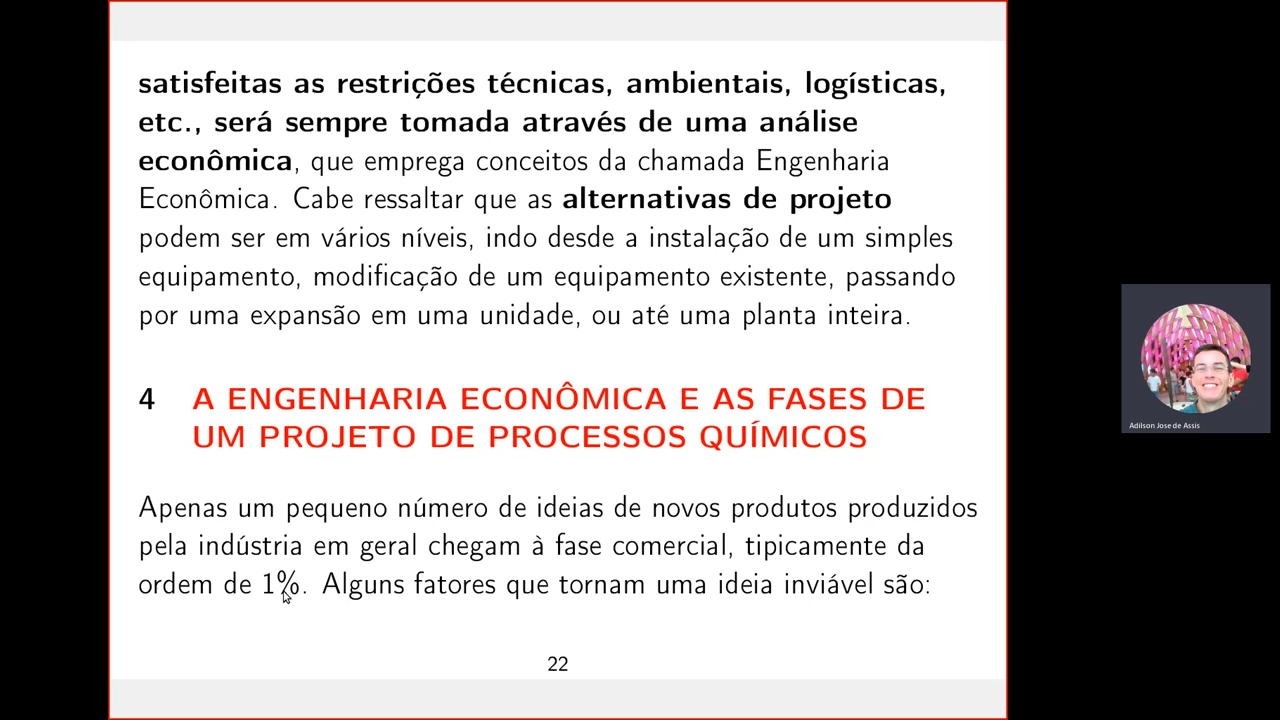 satisfeitas as restrições técnicas, ambientais, logísticas,
etc., será sempre tomada através de uma análise
econômica, que emprega conceitos da chamada Engenharia
Econômica. Cabe ressaltar que as alternativas de projeto
podem ser em vários níveis, indo desde a instalação de um simples
equipamento, modificação de um equipamento existente, passando
por uma expansão em uma unidade, ou até uma planta inteira.
4 A ENGENHARIA ECONÔMICA E AS FASES DE
UM PROJETO DE PROCESSOS QUÍMICOS
Apenas um pequeno número de ideias de novos produtos produzidos
pela indústria em geral chegam à fase comercial, tipicamente da
ordem de 1%. Alguns fatores que tornam uma ideia inviável são:
22
Adilson Jose de Assis